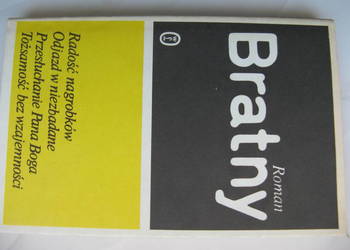 Roman
Bratny
Radość nagrobków
Odjazd w niezbadane
Przesłuchanie Pana Boga
Tożsamość bez wzajemności